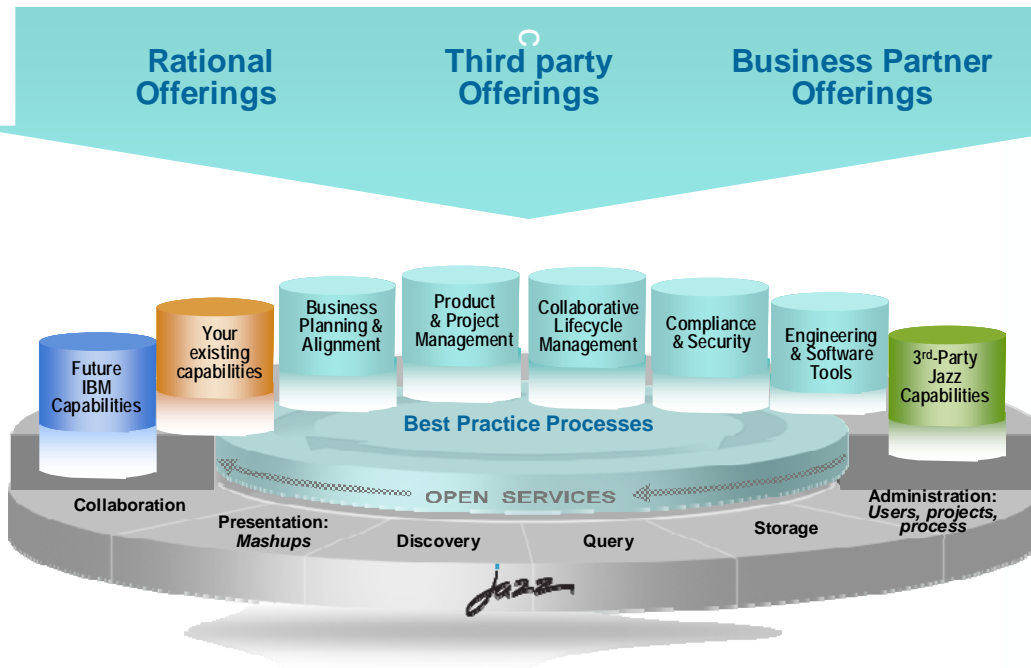 C
Rational
Offerings
Third party
Offerings
Business Partner
Offerings
Future
IBM
Capabilities
Your
existing
capabilities
Business
Planning &
Alignment
Product
& Project
Management
Collaborative
Lifecycle
Management
Compliance
& Security
Engineering
& Software
Tools
3rd-Party
Jazz
Capabilities
Best Practice Processes
OPEN SERVICES
Collaboration
Presentation:
Mashups
Discovery
Query
Storage
Administration:
Users, projects,
process
jazz